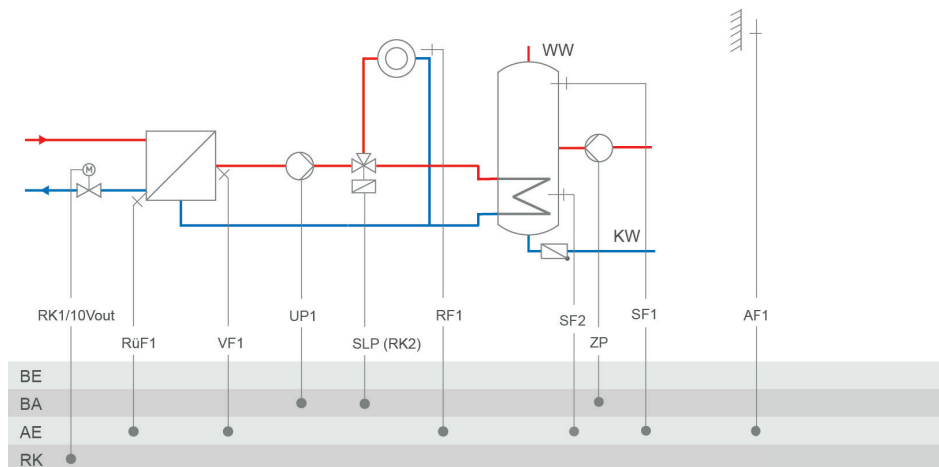 WW
M
KW
RK1/10Vout
UP1
RF1
SF2
SF1
AF1
RüF1
VF1
SLP (RK2)
ZP
BE
BA
AE
RK